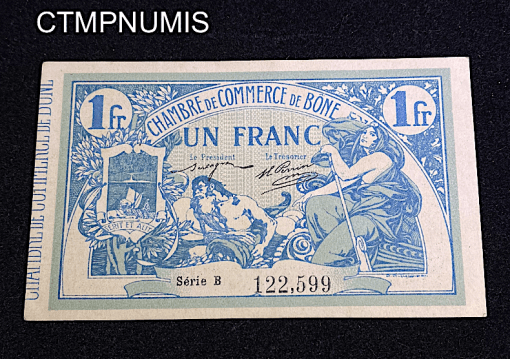 CTMPNUMIS
CHAMBRE DE COMMERCE DE BONE
1fr
CHAMBRE DE COMMERCE DE BONE
1fr
UN FRANC
Le Président
Le Trésorier
Série B
122,599